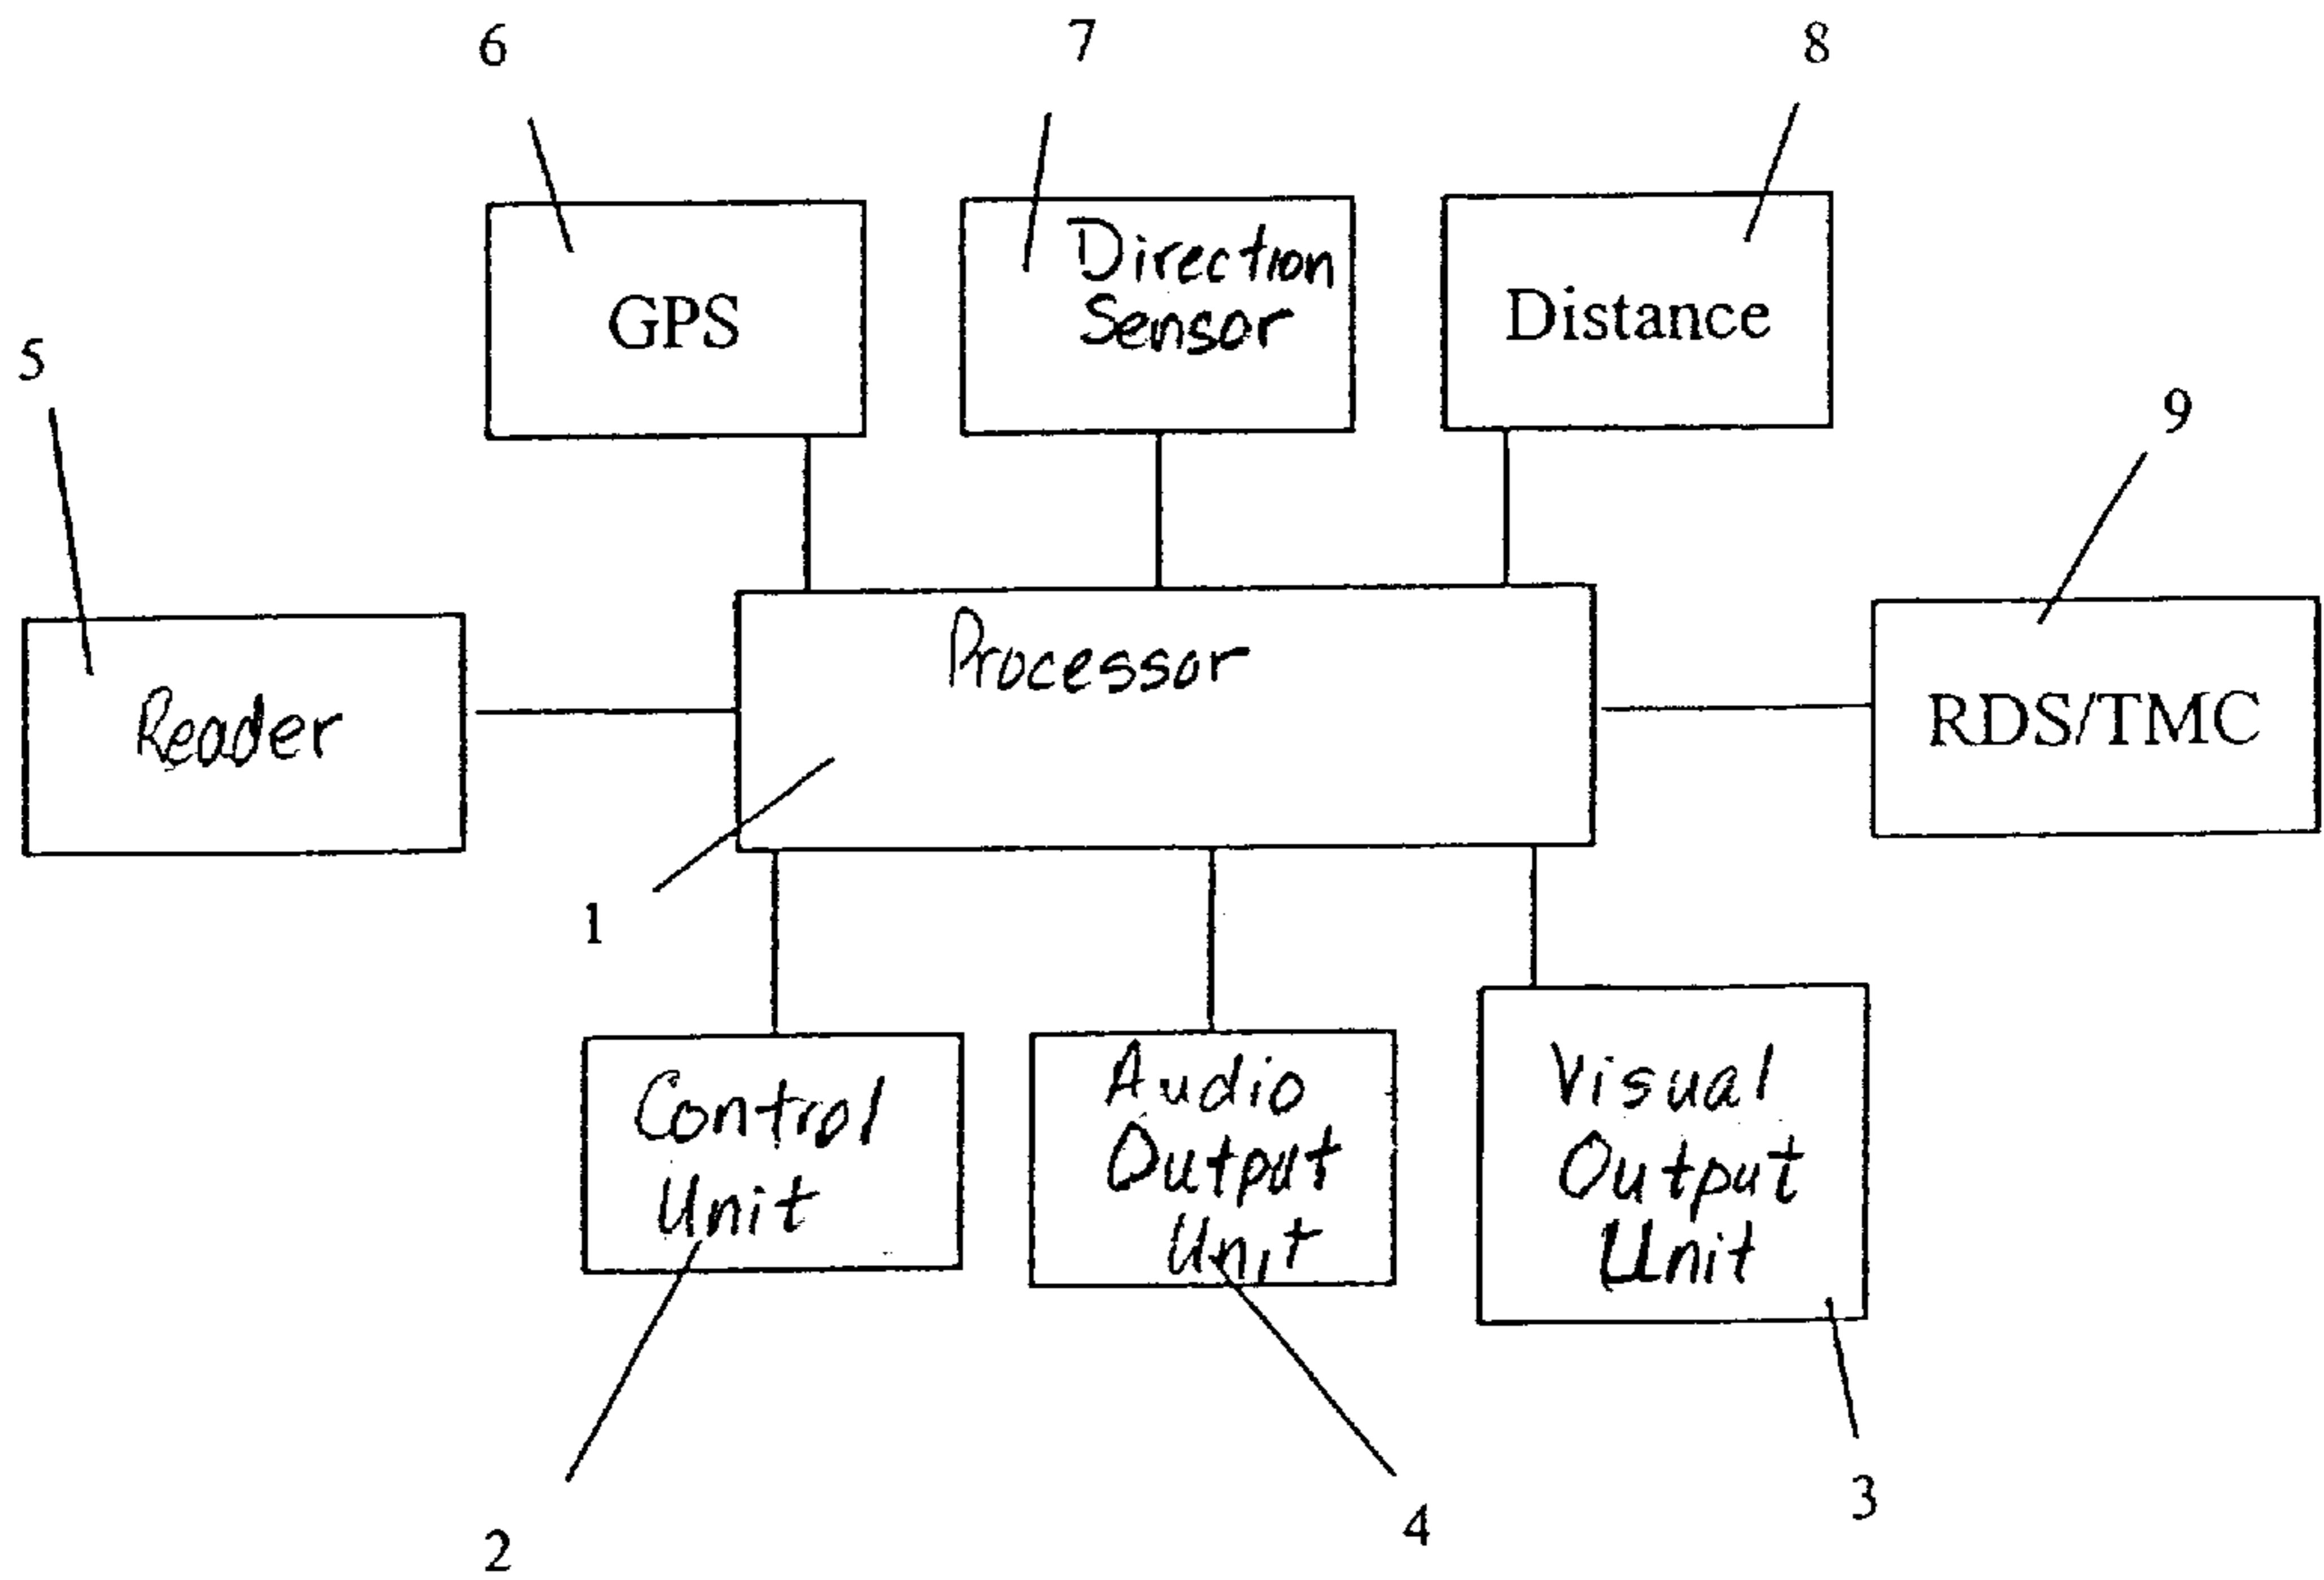 6
7
8
GPS
Direction
Sensor
Distance
5
9
Reader
Processor
RDS/TMC
1
Control
Unit
Audio
Output
Unit
Visual
Output
Unit
2
4
3